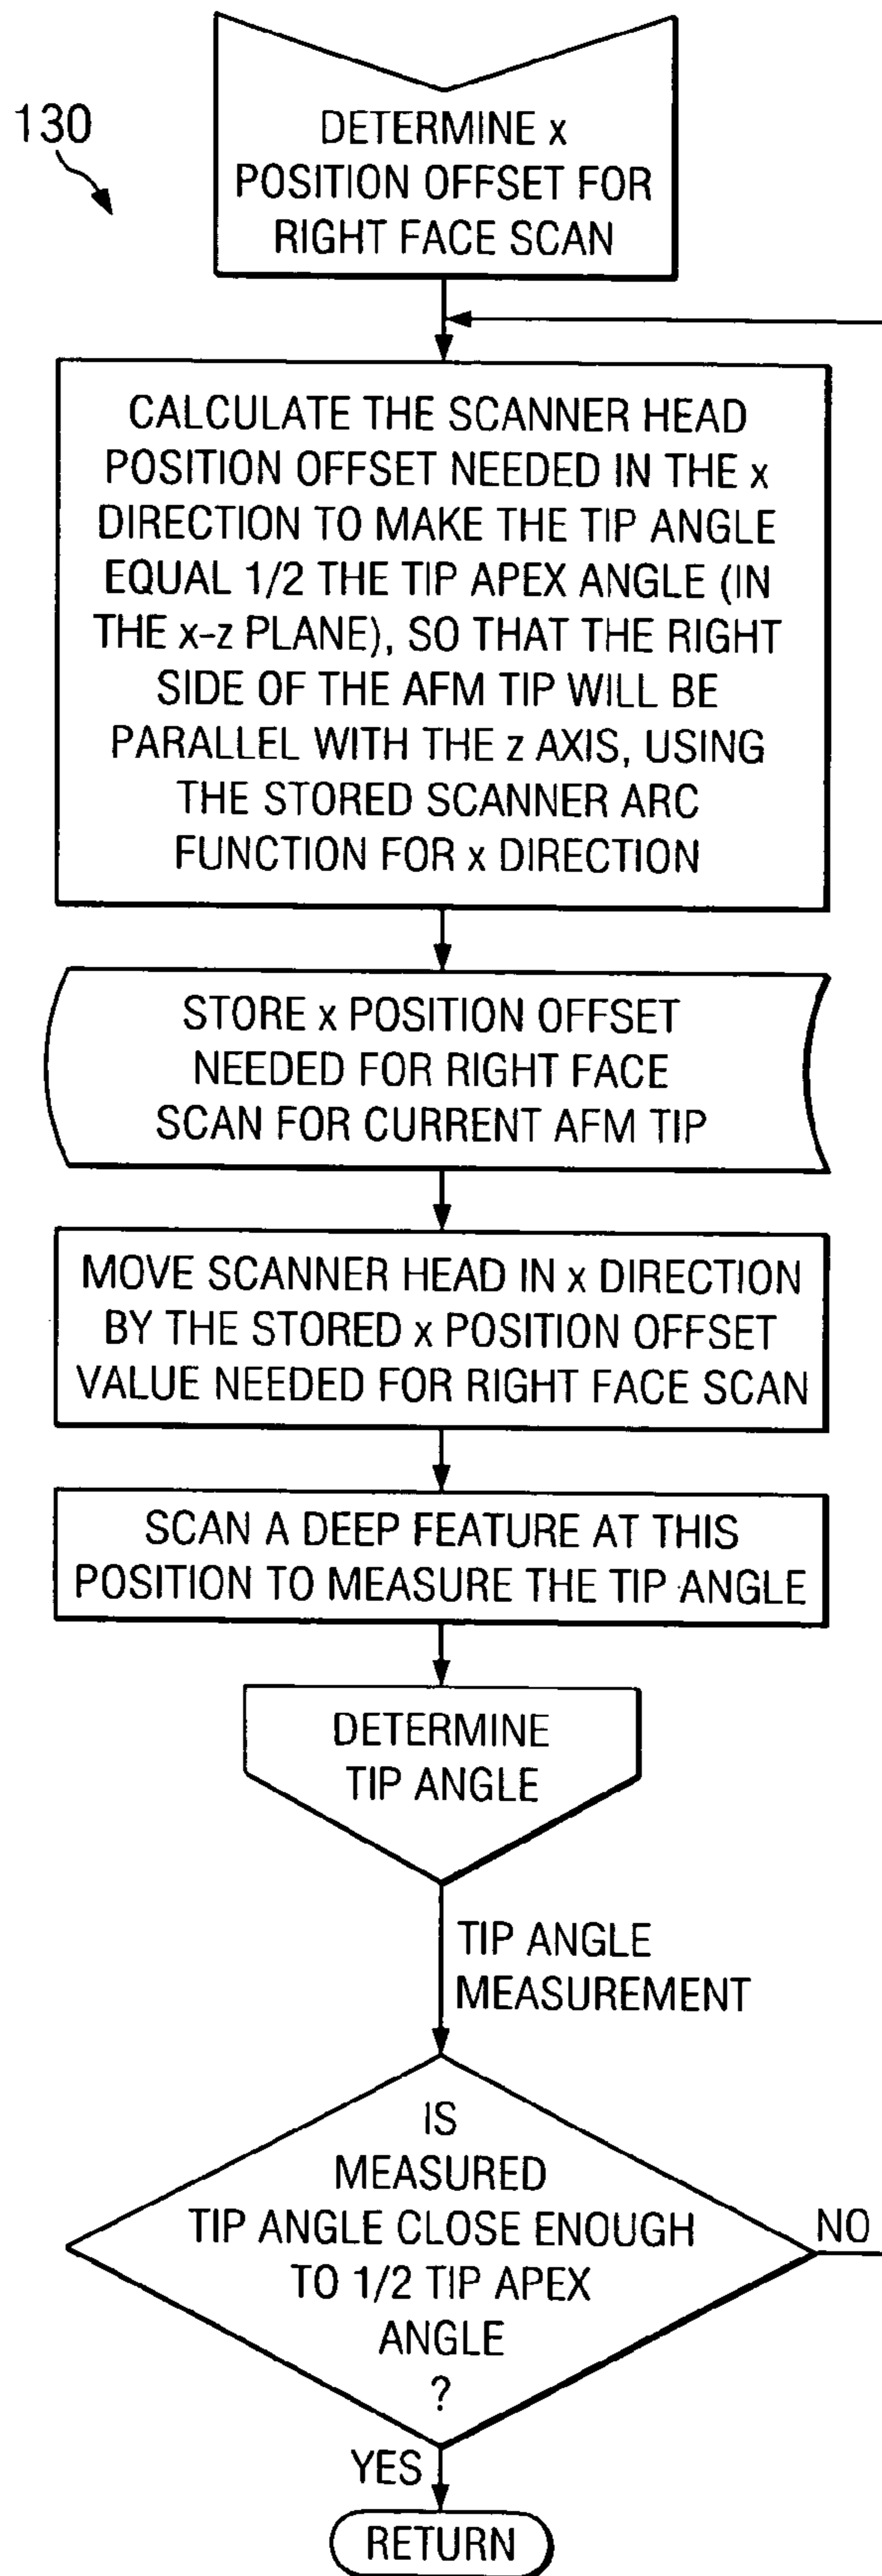 130
DETERMINE x
POSITION OFFSET FOR
RIGHT FACE SCAN
CALCULATE THE SCANNER HEAD
POSITION OFFSET NEEDED IN THE x
DIRECTION TO MAKE THE TIP ANGLE
EQUAL 1/2 THE TIP APEX ANGLE (IN
THE x-z PLANE), SO THAT THE RIGHT
SIDE OF THE AFM TIP WILL BE
PARALLEL WITH THE z AXIS, USING
THE STORED SCANNER ARC
FUNCTION FOR x DIRECTION
STORE x POSITION OFFSET
NEEDED FOR RIGHT FACE
SCAN FOR CURRENT AFM TIP
MOVE SCANNER HEAD IN x DIRECTION
BY THE STORED x POSITION OFFSET
VALUE NEEDED FOR RIGHT FACE SCAN
SCAN A DEEP FEATURE AT THIS
POSITION TO MEASURE THE TIP ANGLE
DETERMINE
TIP ANGLE
TIP ANGLE
MEASUREMENT
IS
MEASURED
TIP ANGLE CLOSE ENOUGH
TO 1/2 TIP APEX
ANGLE
?
NO
YES
RETURN